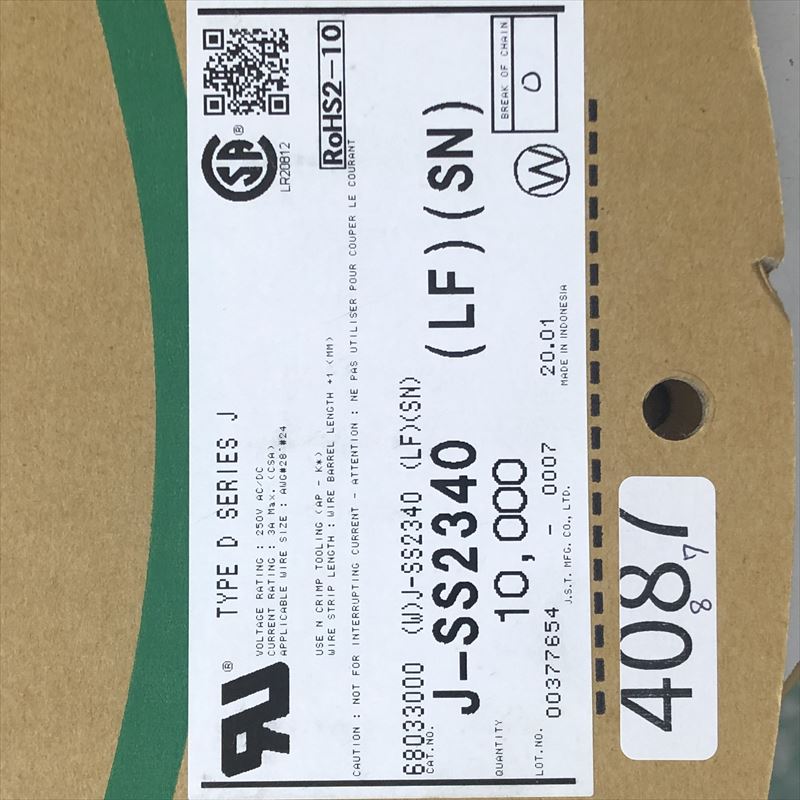 TYPE D SERIES J
VOLTAGE RATING : 250V AC/DC
CURRENT RATING : 3A Max. (CSA)
APPLICABLE WIRE SIZE : AWG#28~#24
LR20812
USE N CRIMP TOOLING (AP - K*)
WIRE STRIP LENGTH : WIRE BARREL LENGTH +1 (MM)
RoHS2-10
CAUTION : NOT FOR INTERRUPTING CURRENT - ATTENTION : NE PAS UTILISER POUR COUPER LE COURANT
68033000 (W)J-SS2340 (LF)(SN)
CAT.NO. J-SS2340 (LF)(SN)
QUANTITY 10,000
BREAK OF CHAIN 0
W
LOT.NO. 00377654 - 0007 20.01
J.S.T. MFG. CO., LTD. MADE IN INDONESIA
4087
8 7